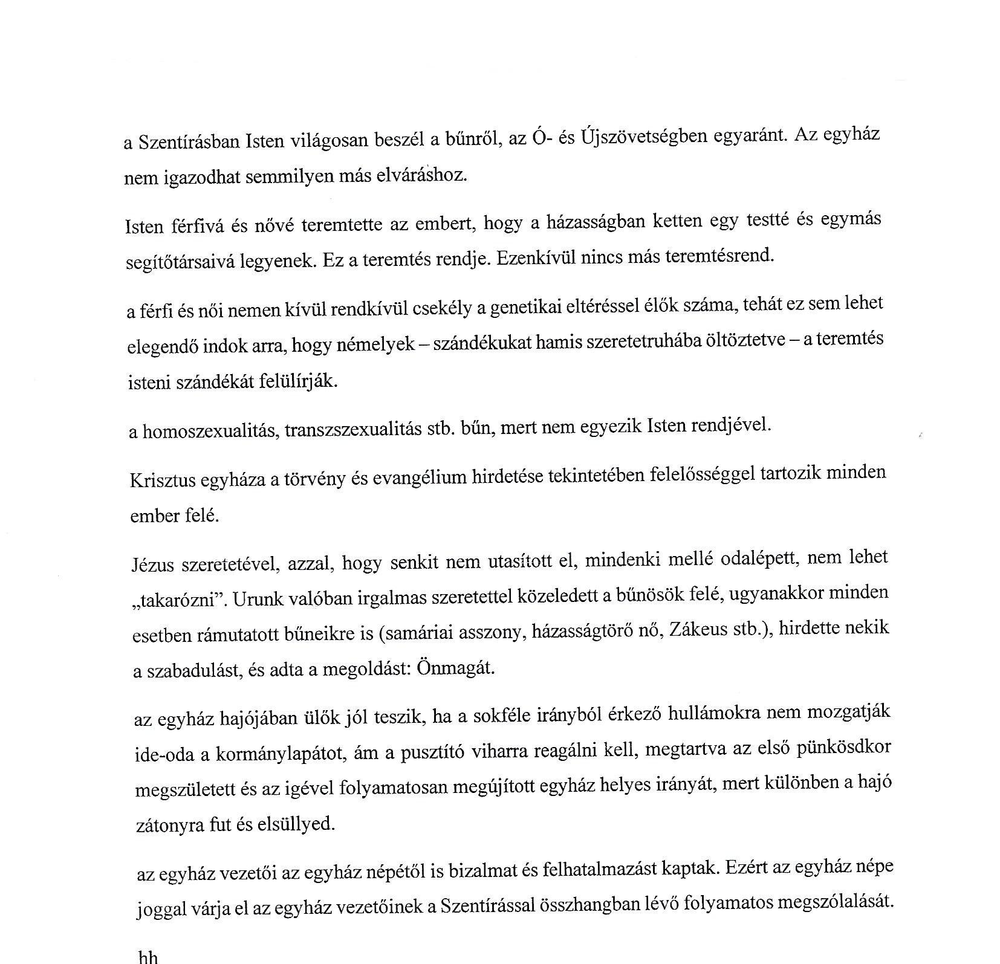 a Szentírásban Isten világosan beszél a bűnről, az Ó- és Újszövetségben egyaránt. Az egyház
nem igazodhat semmilyen más elváráshoz.
Isten férfivá és nővé teremtette az embert, hogy a házasságban ketten egy testté és egymás
segítőtársaivá legyenek. Ez a teremtés rendje. Ezenkívül nincs más teremtésrend.
a férfi és női nemen kívül rendkívül csekély a genetikai eltéréssel élők száma, tehát ez sem lehet
elegendő indok arra, hogy némelyek – szándékukat hamis szeretetruhába öltöztetve – a teremtés
isteni szándékát felülírják.
a homoszexualitás, transzszexualitás stb. bűn, mert nem egyezik Isten rendjével.
Krisztus egyháza a törvény és evangélium hirdetése tekintetében felelősséggel tartozik minden
ember felé.
Jézus szeretetével, azzal, hogy senkit nem utasított el, mindenki mellé odalépett, nem lehet
„takarózni”. Urunk valóban irgalmas szeretettel közeledett a bűnösök felé, ugyanakkor minden
esetben rámutatott bűneikre is (samáriai asszony, házasságtörő nő, Zákeus stb.), hirdette nekik
a szabadulást, és adta a megoldást: Önmagát.
az egyház hajójában ülők jól teszik, ha a sokféle irányból érkező hullámokra nem mozgatják
ide-oda a kormánylapátot, ám a pusztító viharra reagálni kell, megtartva az első pünkösdkor
megszületett és az igével folyamatosan megújított egyház helyes irányát, mert különben a hajó
zátonyra fut és elsüllyed.
az egyház vezetői az egyház népétől is bizalmat és felhatalmazást kaptak. Ezért az egyház népe
joggal várja el az egyház vezetőinek a Szentírással összhangban lévő folyamatos megszólalását.
hh